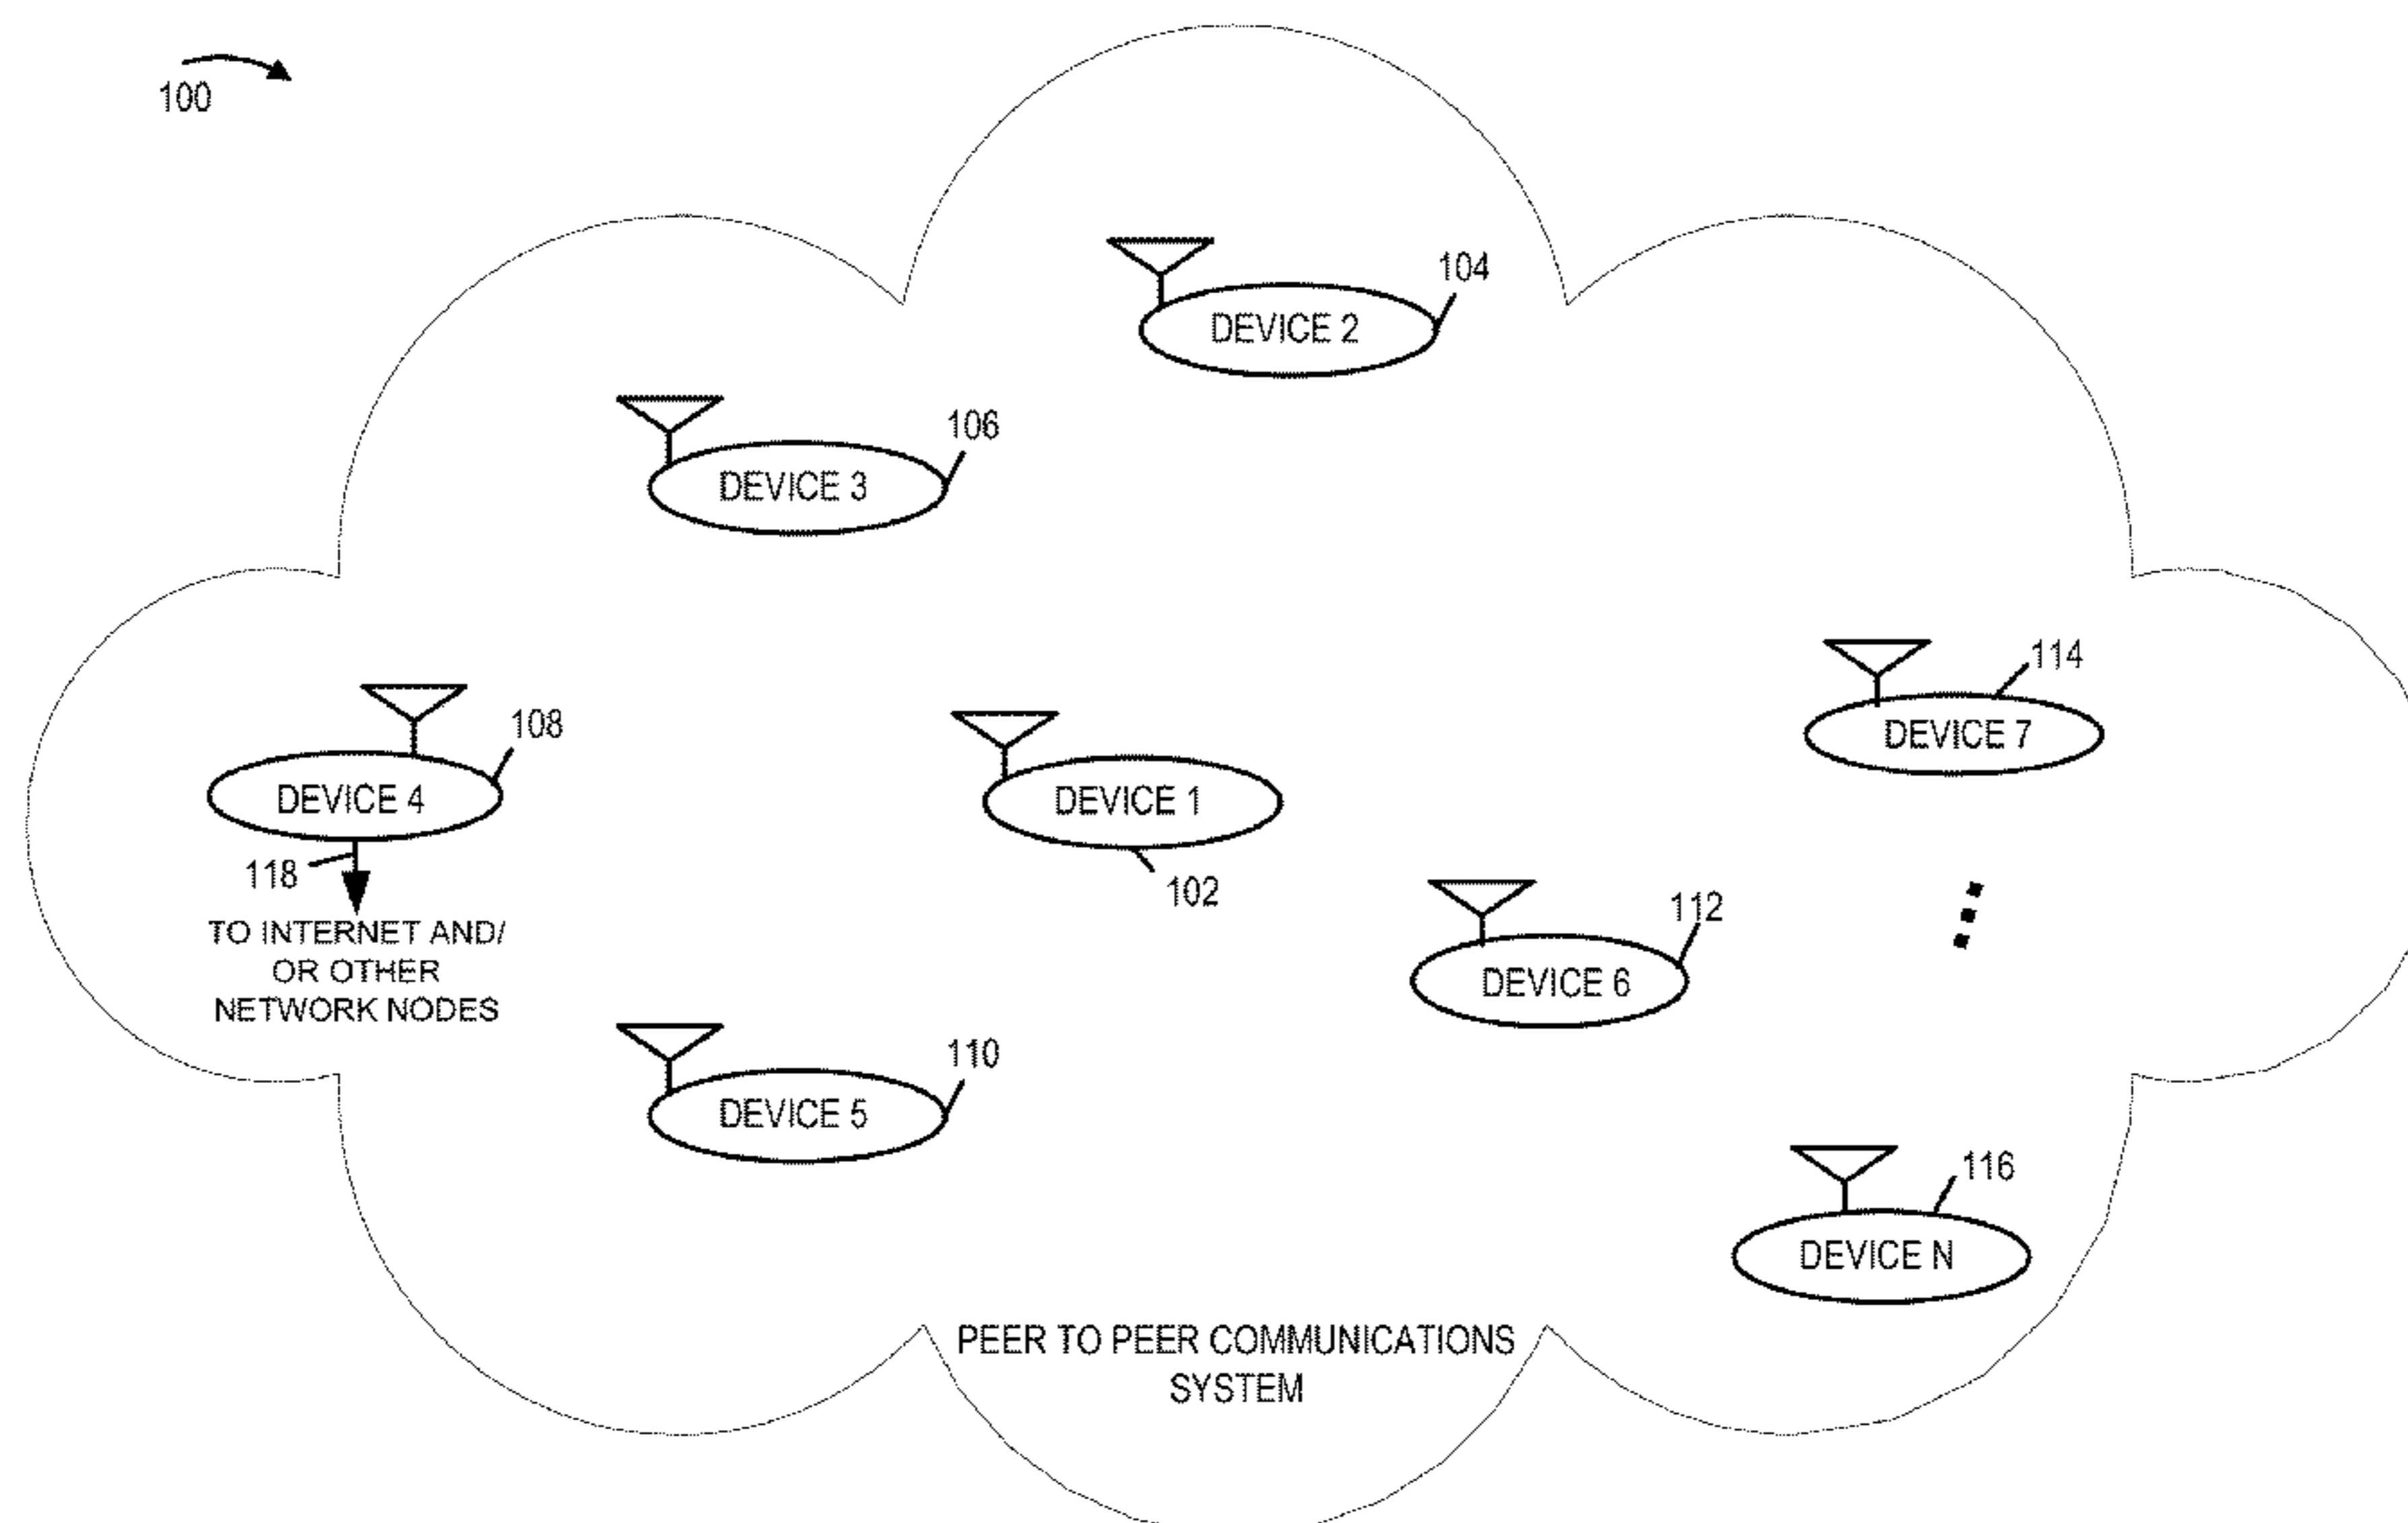 100
104
DEVICE 2
106
DEVICE 3
114
DEVICE 7
108
DEVICE 4
DEVICE 1
118
102
112
TO INTERNET AND/
OR OTHER
NETWORK NODES
DEVICE 6
110
DEVICE 5
116
DEVICE N
PEER TO PEER COMMUNICATIONS
SYSTEM